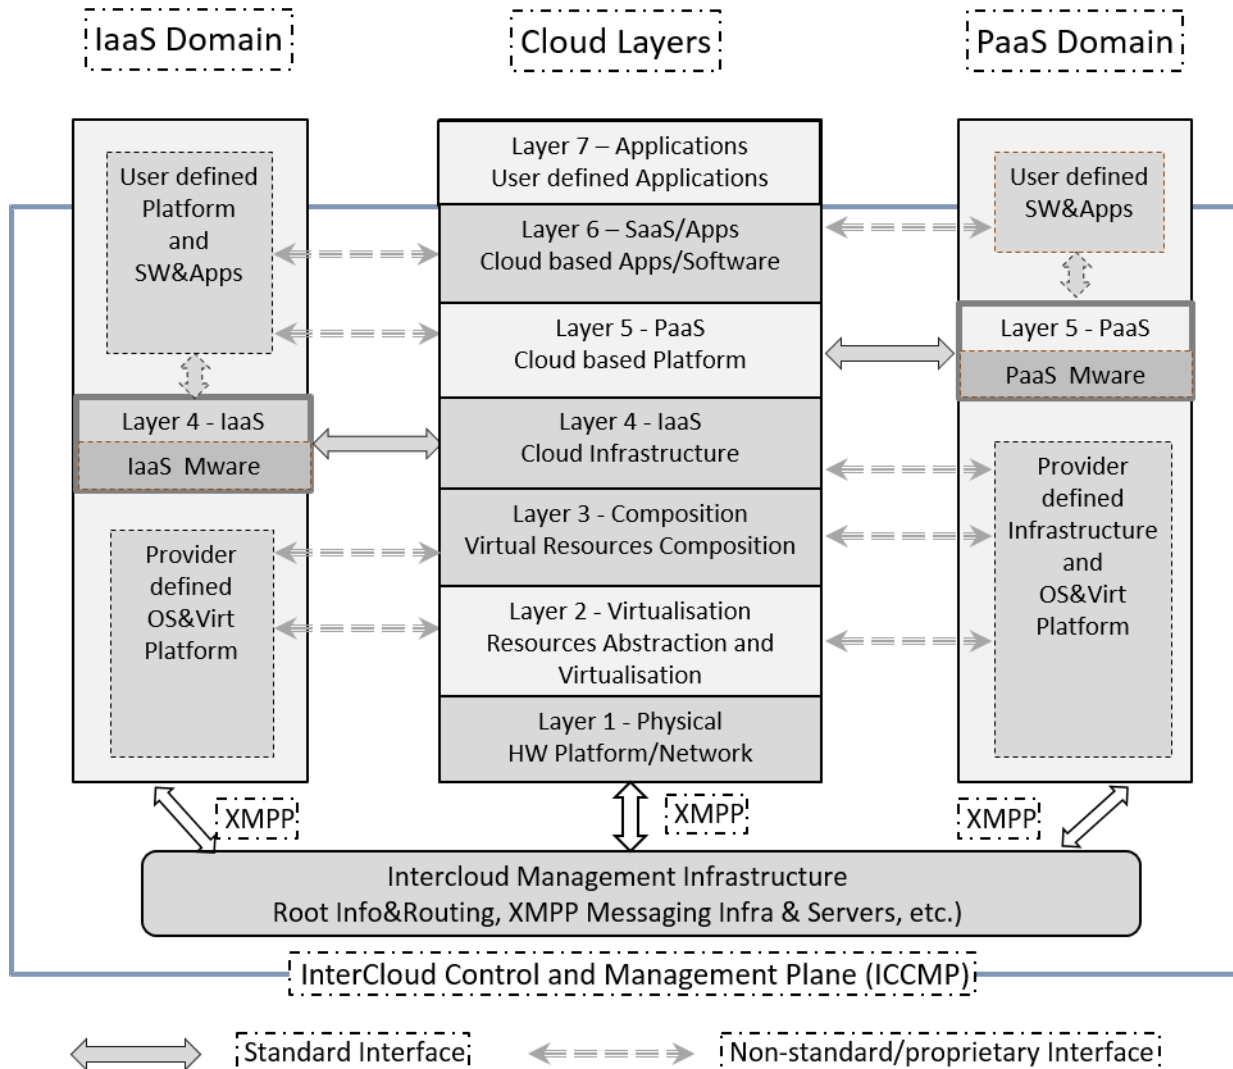 IaaS Domain
Cloud Layers
PaaS Domain
User defined
Platform
and
SW&Apps
Layer 4 - IaaS
IaaS Mware
Provider
defined
OS&Virt
Platform
Layer 7 – Applications
User defined Applications
Layer 6 – SaaS/Apps
Cloud based Apps/Software
Layer 5 - PaaS
Cloud based Platform
Layer 4 - IaaS
Cloud Infrastructure
Layer 3 - Composition
Virtual Resources Composition
Layer 2 - Virtualisation
Resources Abstraction and
Virtualisation
Layer 1 - Physical
HW Platform/Network
User defined
SW&Apps
Layer 5 - PaaS
PaaS Mware
Provider
defined
Infrastructure
and
OS&Virt
Platform
XMPP
XMPP
XMPP
Intercloud Management Infrastructure
Root Info&Routing, XMPP Messaging Infra & Servers, etc.)
InterCloud Control and Management Plane (ICCMP)
Standard Interface
Non-standard/proprietary Interface